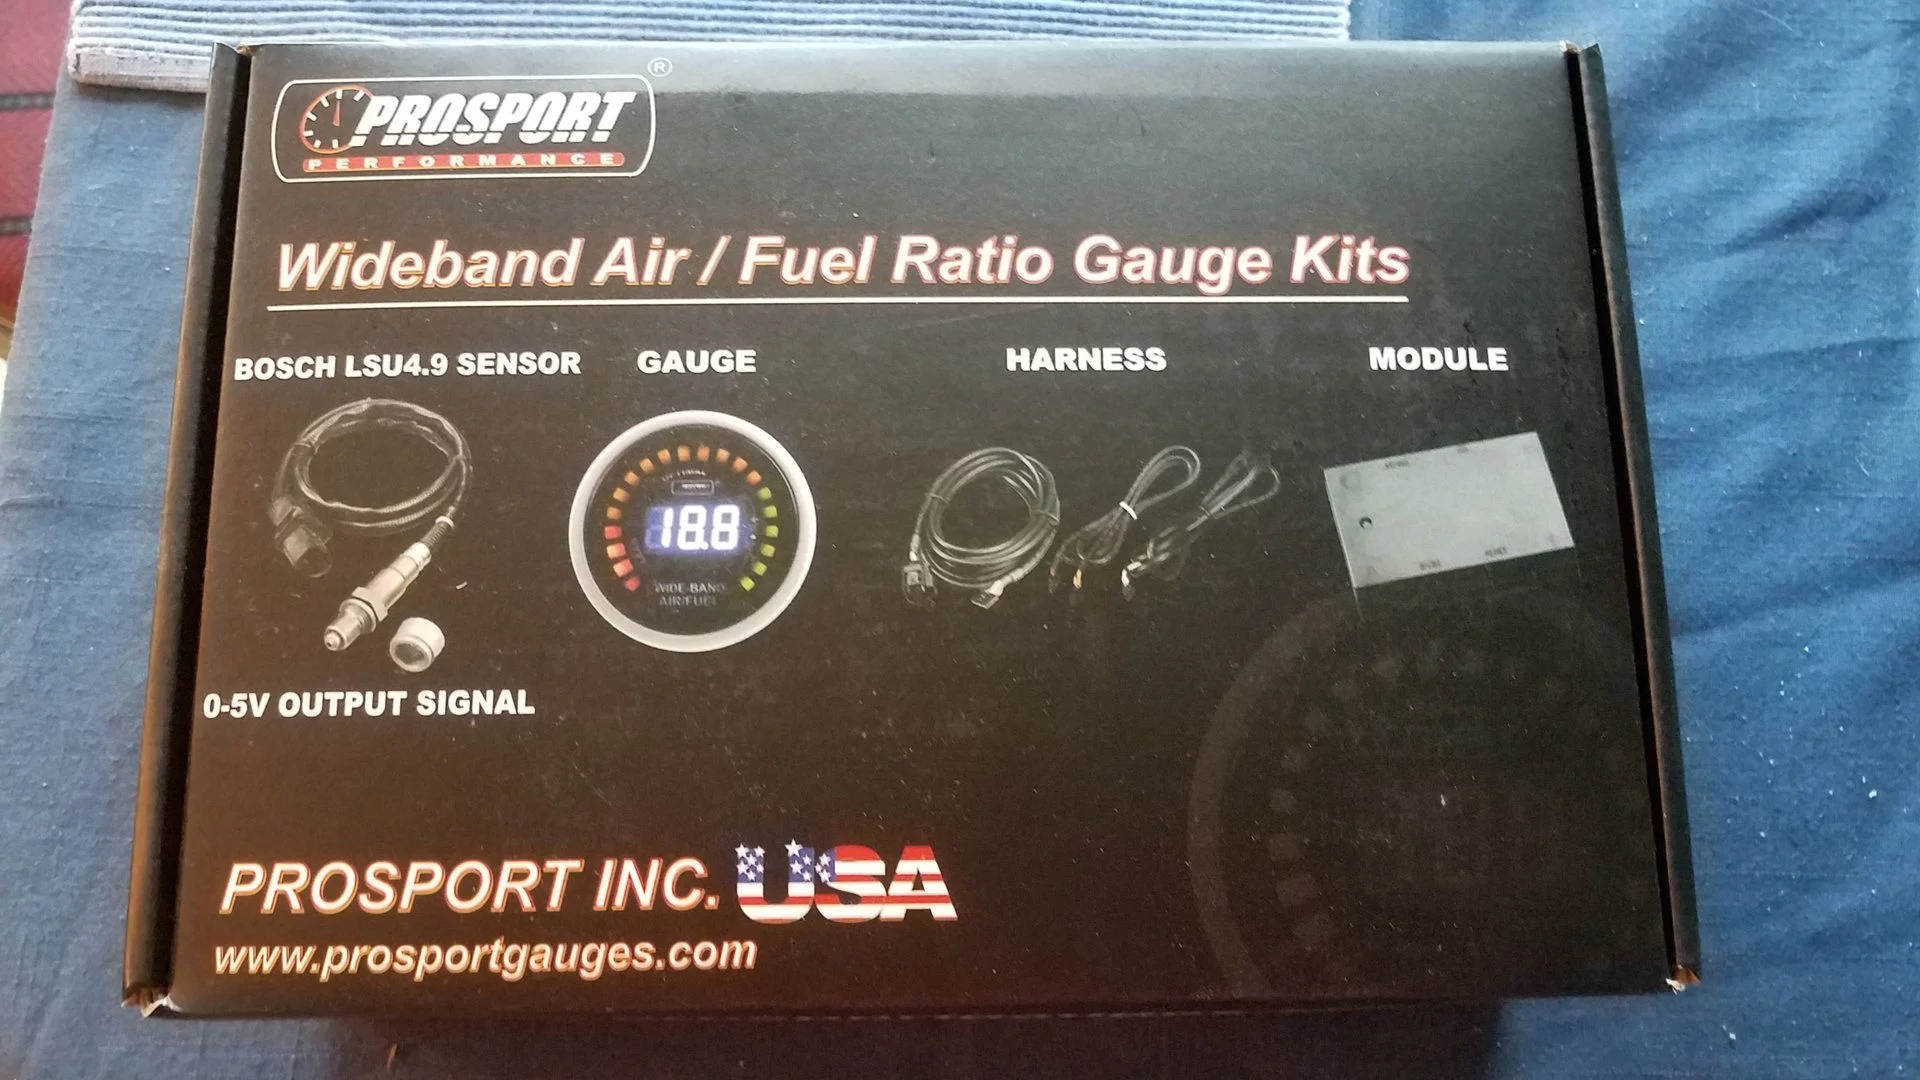 PROSPORT ®
PERFORMANCE
Wideband Air / Fuel Ratio Gauge Kits
BOSCH LSU4.9 SENSOR GAUGE HARNESS MODULE
18.8
WIDE-BAND
AIR/FUEL
0-5V OUTPUT SIGNAL
PROSPORT INC. USA
www.prosportgauges.com